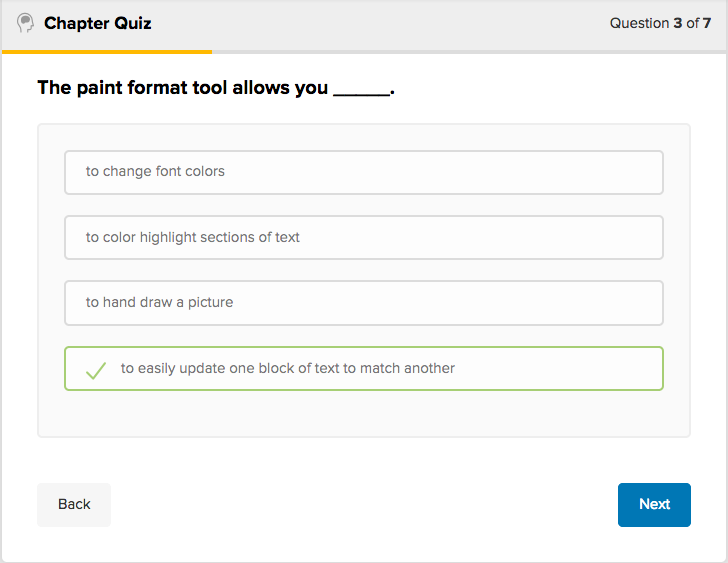 Chapter Quiz
Question 3 of 7
The paint format tool allows you ______.
to change font colors
to color highlight sections of text
to hand draw a picture
to easily update one block of text to match another
Back
Next